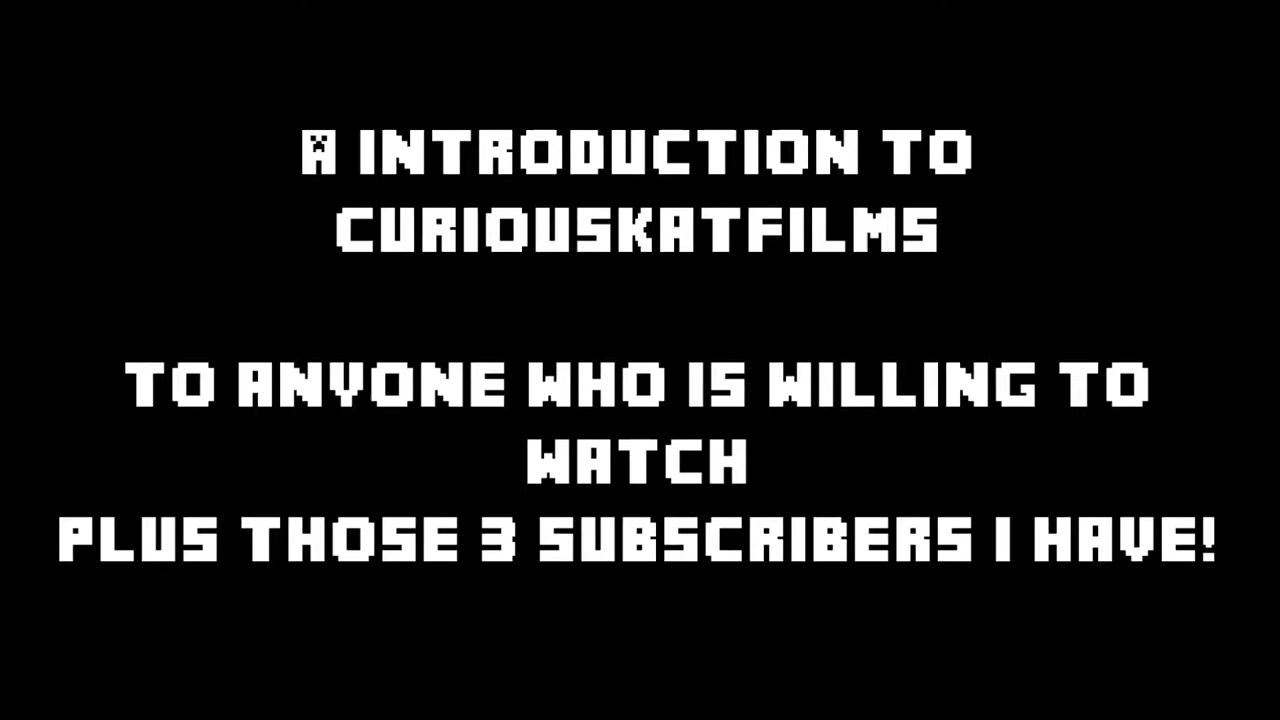 A INTRODUCTION TO
CURIOUSKATFILMS
TO ANYONE WHO IS WILLING TO
WATCH
PLUS THOSE 3 SUBSCRIBERS I HAVE!